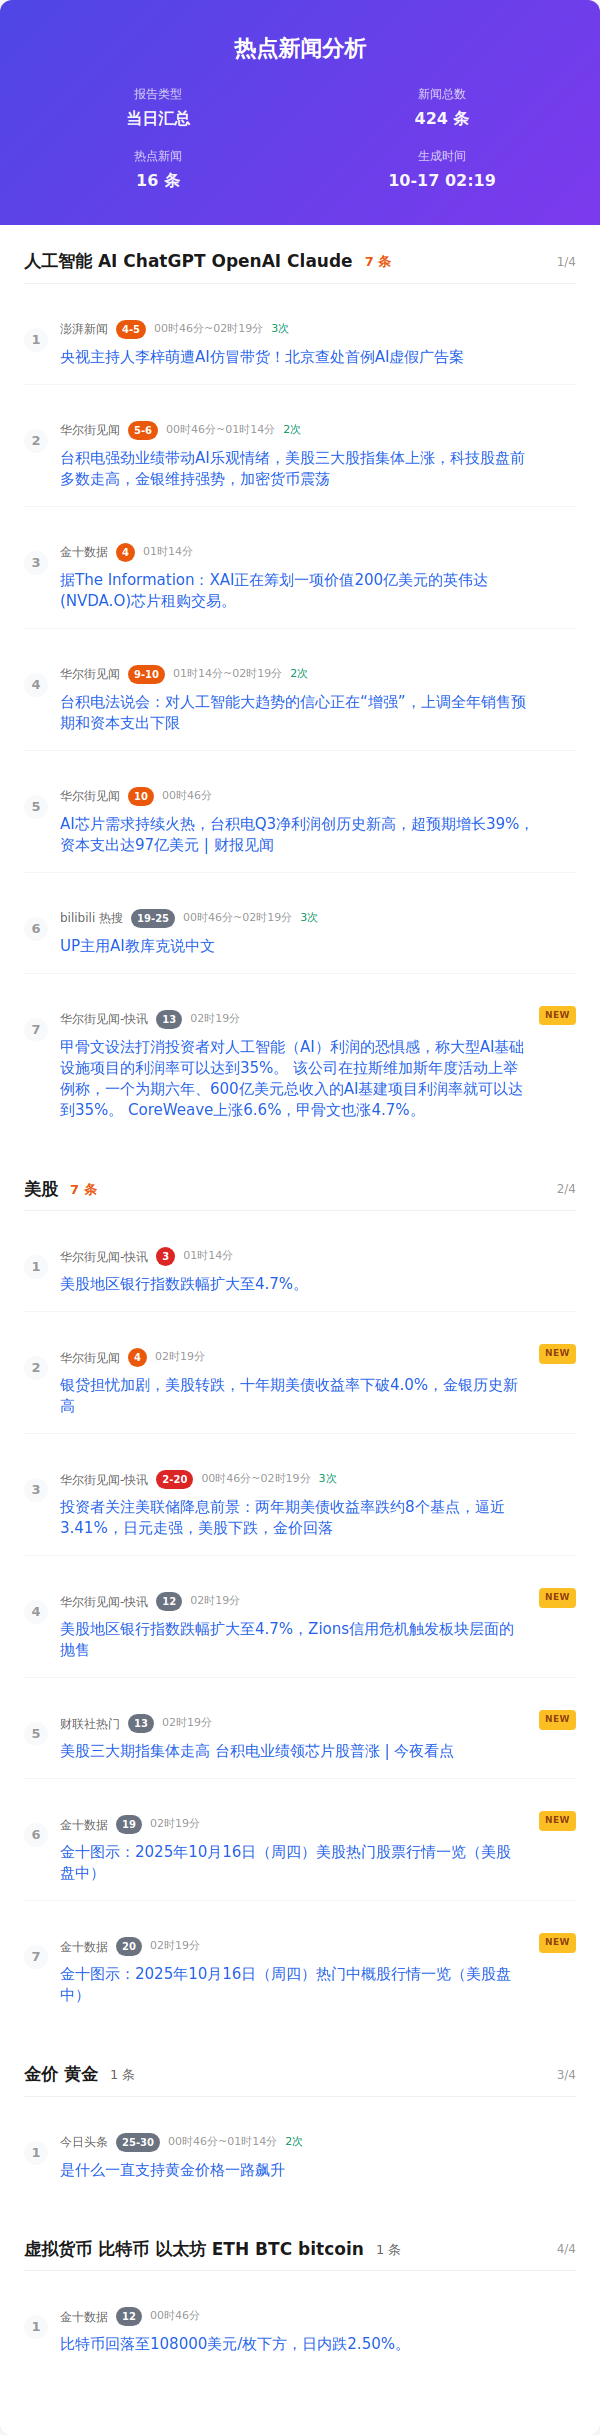 热点新闻分析
报告类型
当日汇总
新闻总数
424 条
热点新闻
16 条
生成时间
10-17 02:19
人工智能 AI ChatGPT OpenAI Claude 7 条 1/4
1
澎湃新闻 4-5 00时46分~02时19分 3次
央视主持人李梓萌遭AI仿冒带货！北京查处首例AI虚假广告案
2
华尔街见闻 5-6 00时46分~01时14分 2次
台积电强劲业绩带动AI乐观情绪，美股三大股指集体上涨，科技股盘前
多数走高，金银维持强势，加密货币震荡
3
金十数据 4 01时14分
据The Information：XAI正在筹划一项价值200亿美元的英伟达
(NVDA.O)芯片租购交易。
4
华尔街见闻 9-10 01时14分~02时19分 2次
台积电法说会：对人工智能大趋势的信心正在“增强”，上调全年销售预
期和资本支出下限
5
华尔街见闻 10 00时46分
AI芯片需求持续火热，台积电Q3净利润创历史新高，超预期增长39%，
资本支出达97亿美元 | 财报见闻
6
bilibili 热搜 19-25 00时46分~02时19分 3次
UP主用AI教库克说中文
7
华尔街见闻-快讯 13 02时19分 NEW
甲骨文设法打消投资者对人工智能（AI）利润的恐惧感，称大型AI基础
设施项目的利润率可以达到35%。 该公司在拉斯维加斯年度活动上举
例称，一个为期六年、600亿美元总收入的AI基建项目利润率就可以达
到35%。 CoreWeave上涨6.6%，甲骨文也涨4.7%。
美股 7 条 2/4
1
华尔街见闻-快讯 3 01时14分
美股地区银行指数跌幅扩大至4.7%。
2
华尔街见闻 4 02时19分 NEW
银贷担忧加剧，美股转跌，十年期美债收益率下破4.0%，金银历史新
高
3
华尔街见闻-快讯 2-20 00时46分~02时19分 3次
投资者关注美联储降息前景：两年期美债收益率跌约8个基点，逼近
3.41%，日元走强，美股下跌，金价回落
4
华尔街见闻-快讯 12 02时19分 NEW
美股地区银行指数跌幅扩大至4.7%，Zions信用危机触发板块层面的
抛售
5
财联社热门 13 02时19分 NEW
美股三大期指集体走高 台积电业绩领芯片股普涨 | 今夜看点
6
金十数据 19 02时19分 NEW
金十图示：2025年10月16日（周四）美股热门股票行情一览（美股
盘中）
7
金十数据 20 02时19分 NEW
金十图示：2025年10月16日（周四）热门中概股行情一览（美股盘
中）
金价 黄金 1 条 3/4
1
今日头条 25-30 00时46分~01时14分 2次
是什么一直支持黄金价格一路飙升
虚拟货币 比特币 以太坊 ETH BTC bitcoin 1 条 4/4
1
金十数据 12 00时46分
比特币回落至108000美元/枚下方，日内跌2.50%。